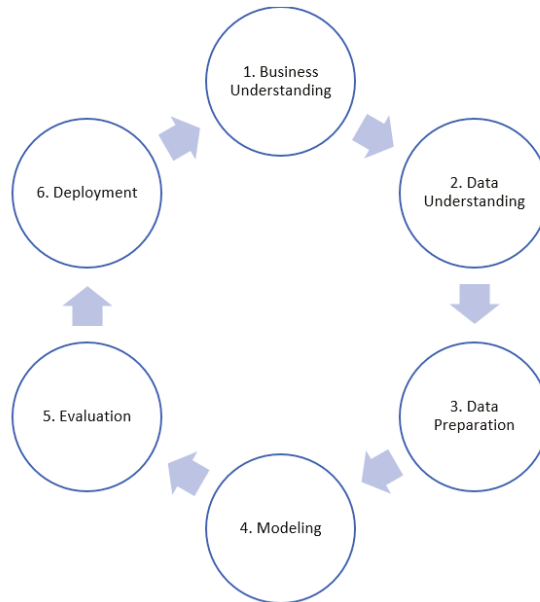 1. Business
Understanding
2. Data
Understanding
3. Data
Preparation
4. Modeling
5. Evaluation
6. Deployment